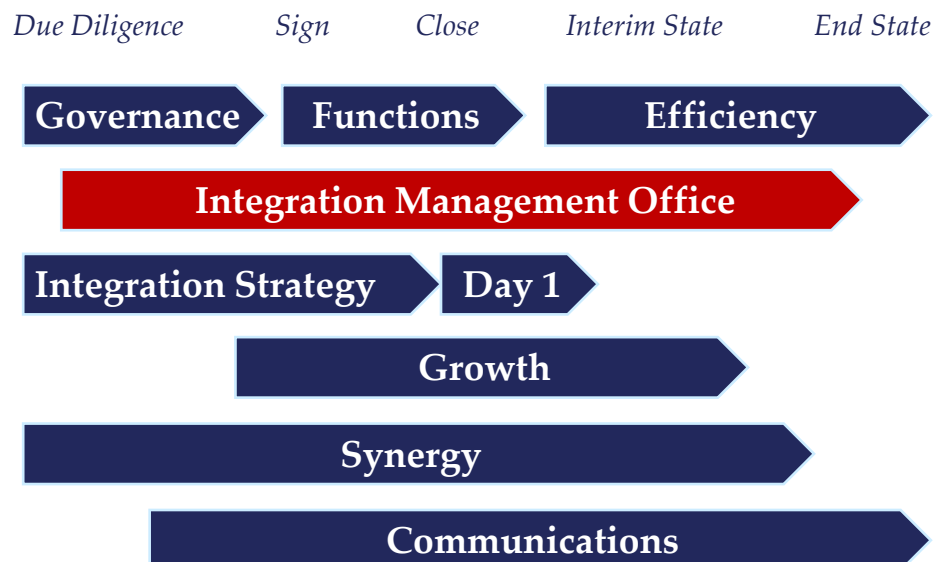 Due Diligence Sign Close Interim State End State
Governance Functions Efficiency
Integration Management Office
Integration Strategy Day 1
Growth
Synergy
Communications